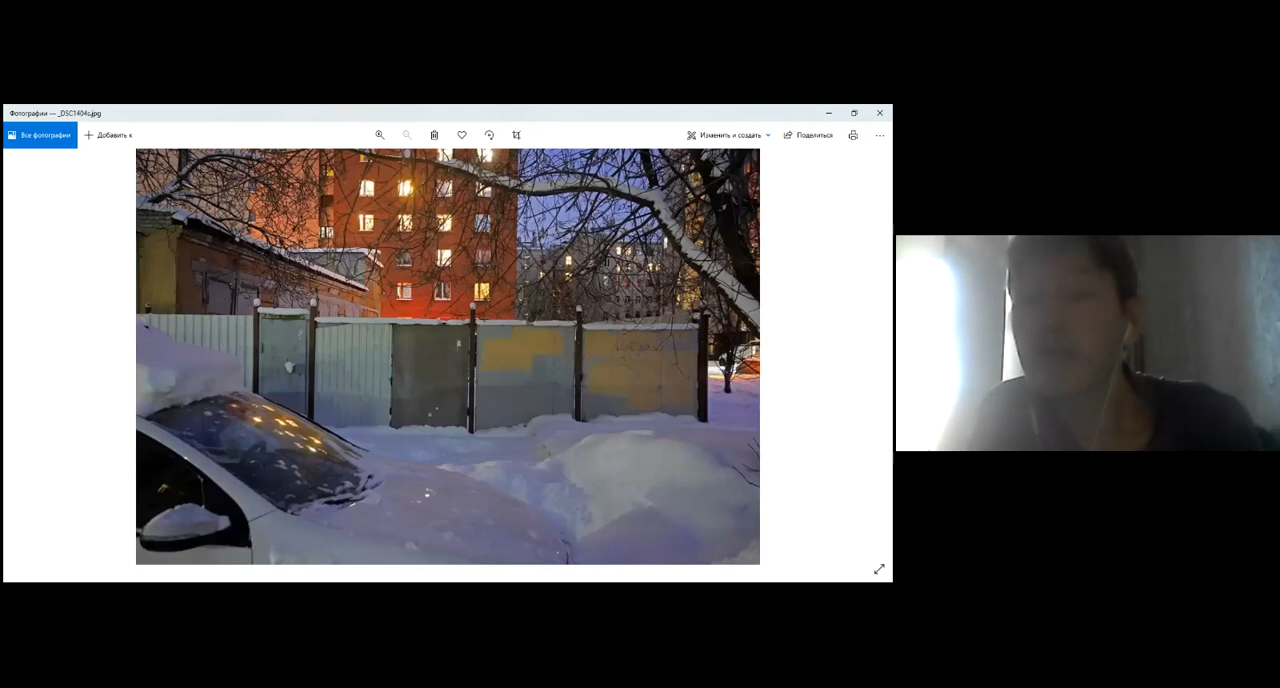 Фотографии — _DSC1404s.jpg
Все фотографии
Добавить к
Изменить и создать
Поделиться